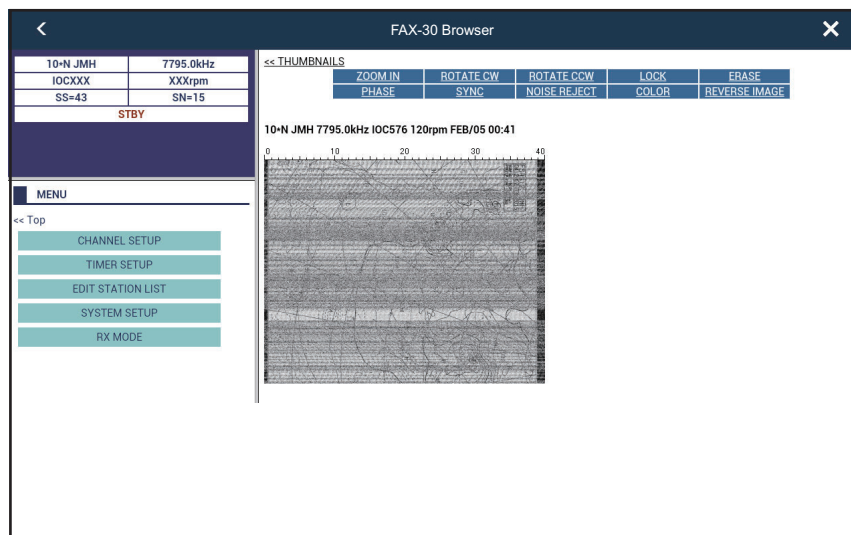 FAX-30 Browser
10•N JMH 7795.0kHz
IOCXXX XXXrpm
SS=43 SN=15
STBY
MENU
<< Top
CHANNEL SETUP
TIMER SETUP
EDIT STATION LIST
SYSTEM SETUP
RX MODE
<< THUMBNAILS
ZOOM IN ROTATE CW ROTATE CCW LOCK ERASE
PHASE SYNC NOISE REJECT COLOR REVERSE IMAGE
10•N JMH 7795.0kHz IOC576 120rpm FEB/05 00:41
0 10 20 30 40